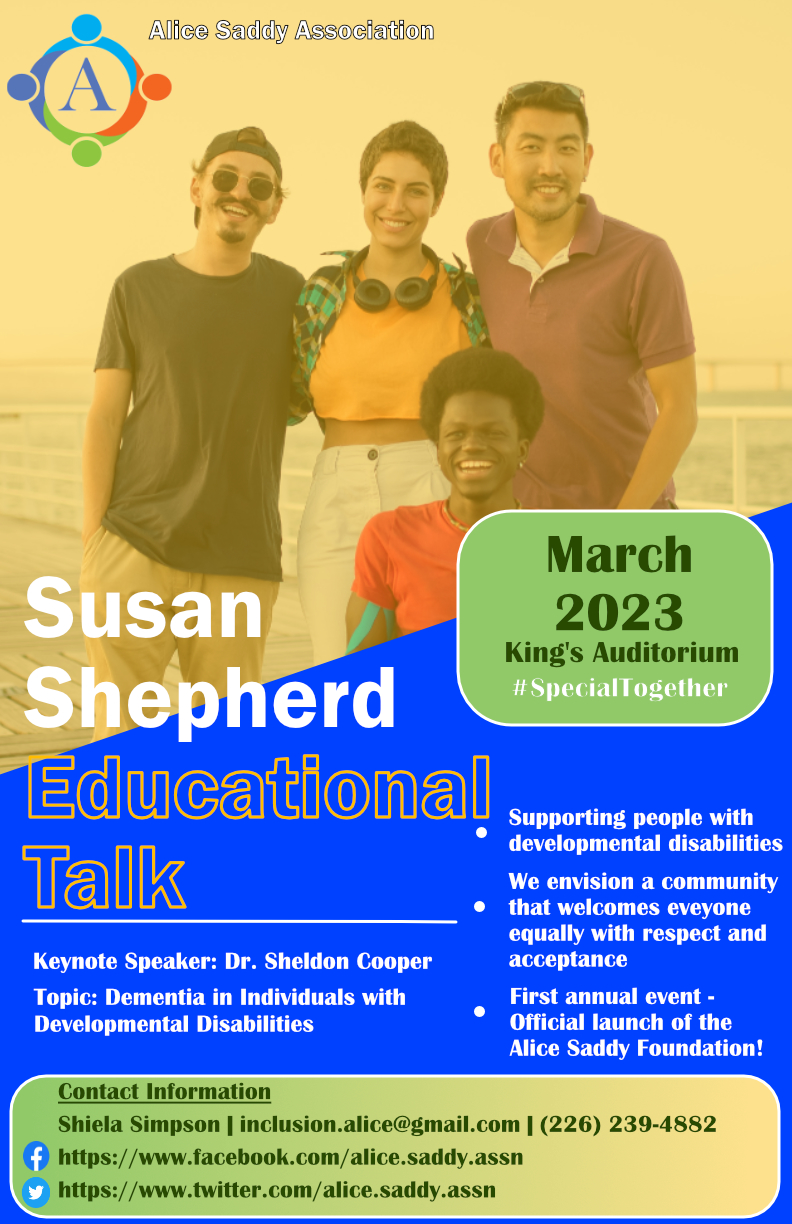 Alice Saddy Association
A
Susan
Shepherd
Educational
Talk
March
2023
King's Auditorium
#SpecialTogether
Keynote Speaker: Dr. Sheldon Cooper
Topic: Dementia in Individuals with
Developmental Disabilities
Supporting people with
developmental disabilities
We envision a community
that welcomes eveyone
equally with respect and
acceptance
First annual event -
Official launch of the
Alice Saddy Foundation!
Contact Information
Shiela Simpson | inclusion.alice@gmail.com | (226) 239-4882
https://www.facebook.com/alice.saddy.assn
https://www.twitter.com/alice.saddy.assn